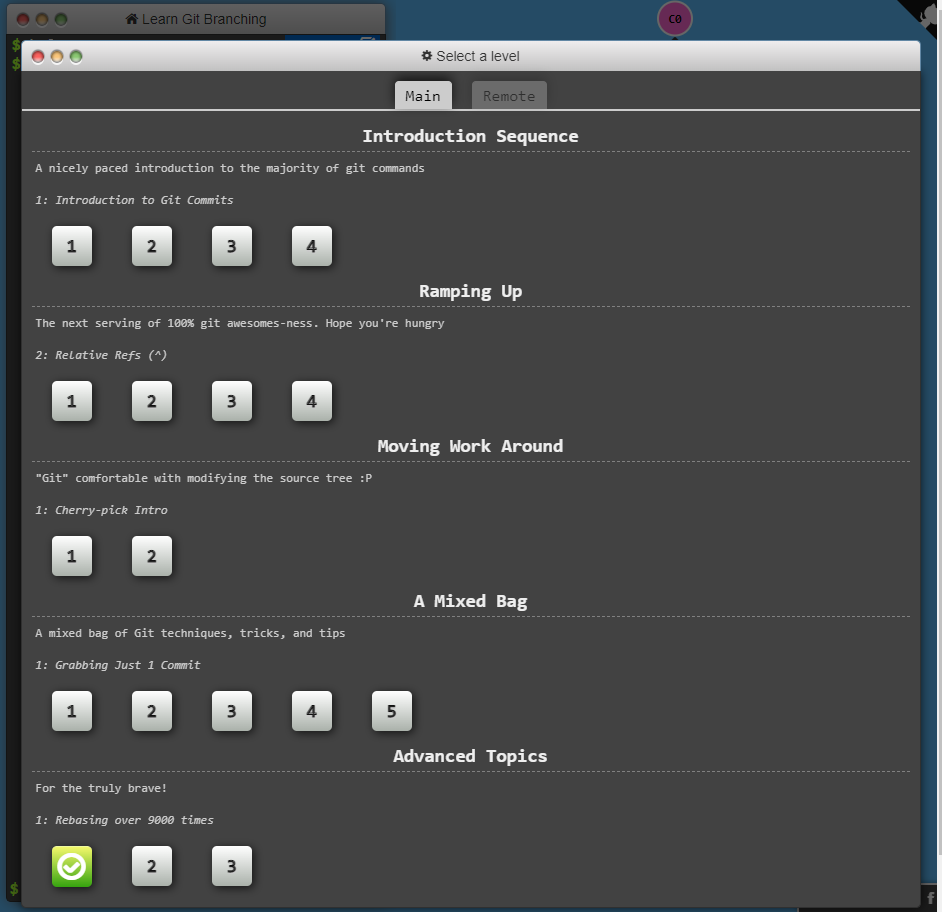 Learn Git Branching
C0
$
$
Select a level
Main Remote
Introduction Sequence
A nicely paced introduction to the majority of git commands
1: Introduction to Git Commits
1 2 3 4
Ramping Up
The next serving of 100% git awesomes-ness. Hope you're hungry
2: Relative Refs (^)
1 2 3 4
Moving Work Around
"Git" comfortable with modifying the source tree :P
1: Cherry-pick Intro
1 2
A Mixed Bag
A mixed bag of Git techniques, tricks, and tips
1: Grabbing Just 1 Commit
1 2 3 4 5
Advanced Topics
For the truly brave!
1: Rebasing over 9000 times
2 3
$
f